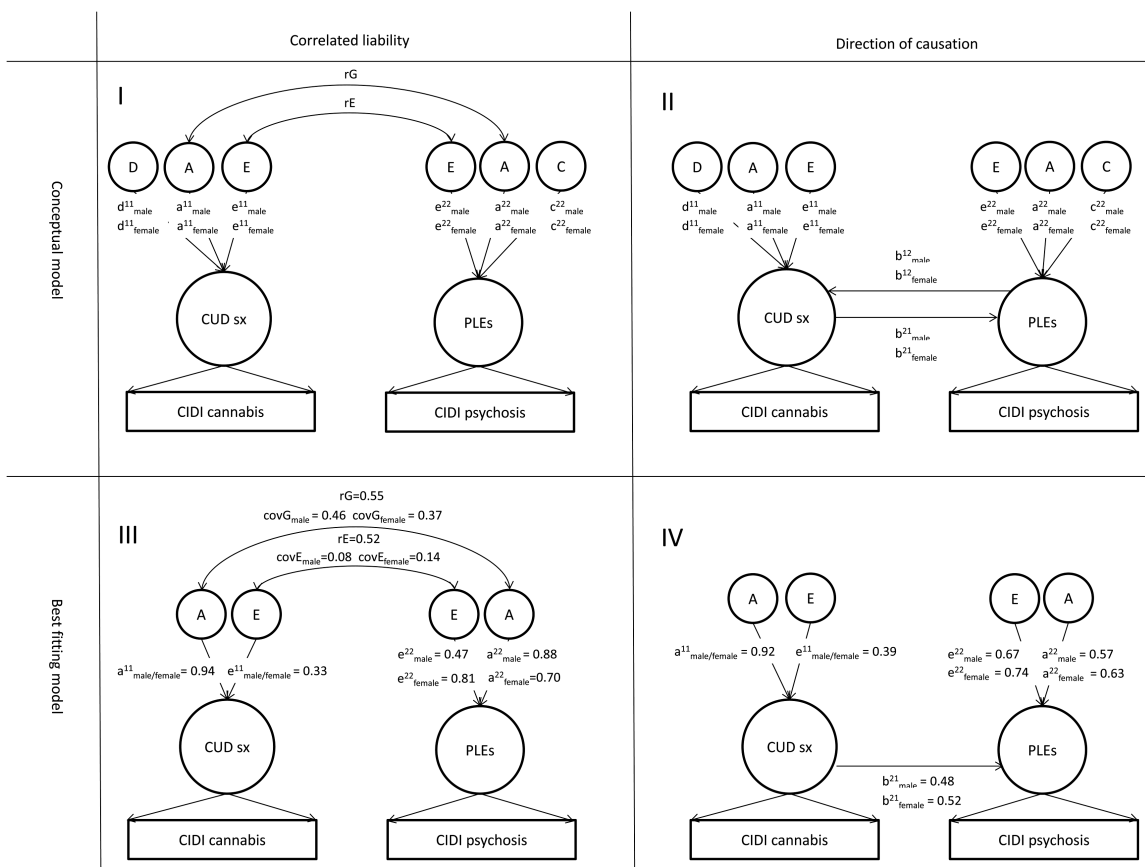 Correlated liability
Direction of causation
Conceptual model
I
rG
rE
D A E E A C
d11male a11male e11male e22male a22male c22male
d11female a11female e11female e22female a22female c22female
CUD sx PLEs
CIDI cannabis CIDI psychosis
II
D A E E A C
d11male a11male e11male e22male a22male c22male
d11female a11female e11female e22female a22female c22female
b12male
b12female
CUD sx PLEs
b21male
b21female
CIDI cannabis CIDI psychosis
Best fitting model
III
rG=0.55
covGmale = 0.46 covGfemale = 0.37
rE=0.52
covEmale=0.08 covEfemale=0.14
A E E A
a11male/female= 0.94 e11male/female= 0.33
e22male = 0.47 a22male = 0.88
e22female = 0.81 a22female=0.70
CUD sx PLEs
CIDI cannabis CIDI psychosis
IV
A E E A
a11male/female= 0.92 e11male/female= 0.39
e22male = 0.67 a22male = 0.57
e22female = 0.74 a22female = 0.63
CUD sx PLEs
b21male = 0.48
b21female = 0.52
CIDI cannabis CIDI psychosis